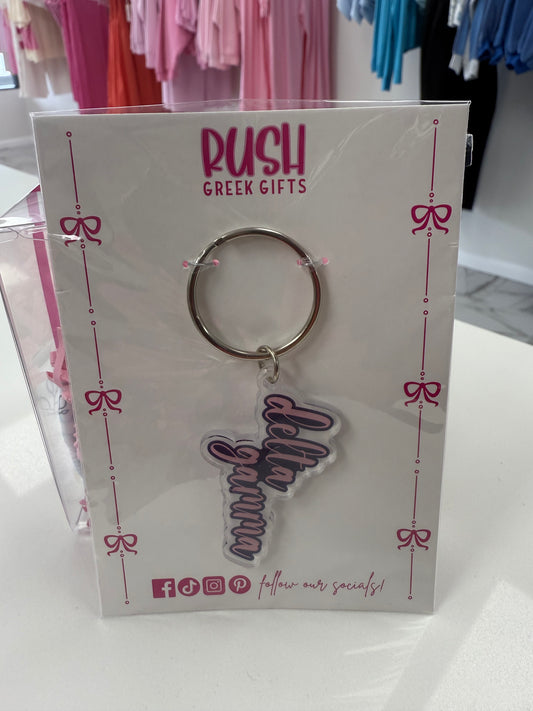 RUSH
GREEK GIFTS
delta
gamma
follow our socials!